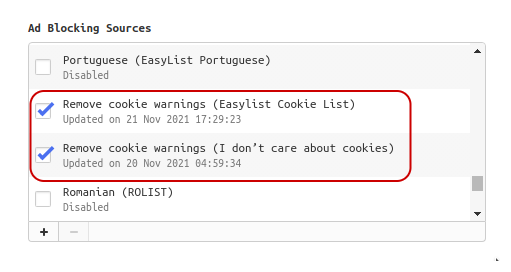 Ad Blocking Sources
Portuguese (EasyList Portuguese)
Disabled
Remove cookie warnings (Easylist Cookie List)
Updated on 21 Nov 2021 17:29:23
Remove cookie warnings (I don’t care about cookies)
Updated on 20 Nov 2021 04:59:34
Romanian (ROLIST)
Disabled